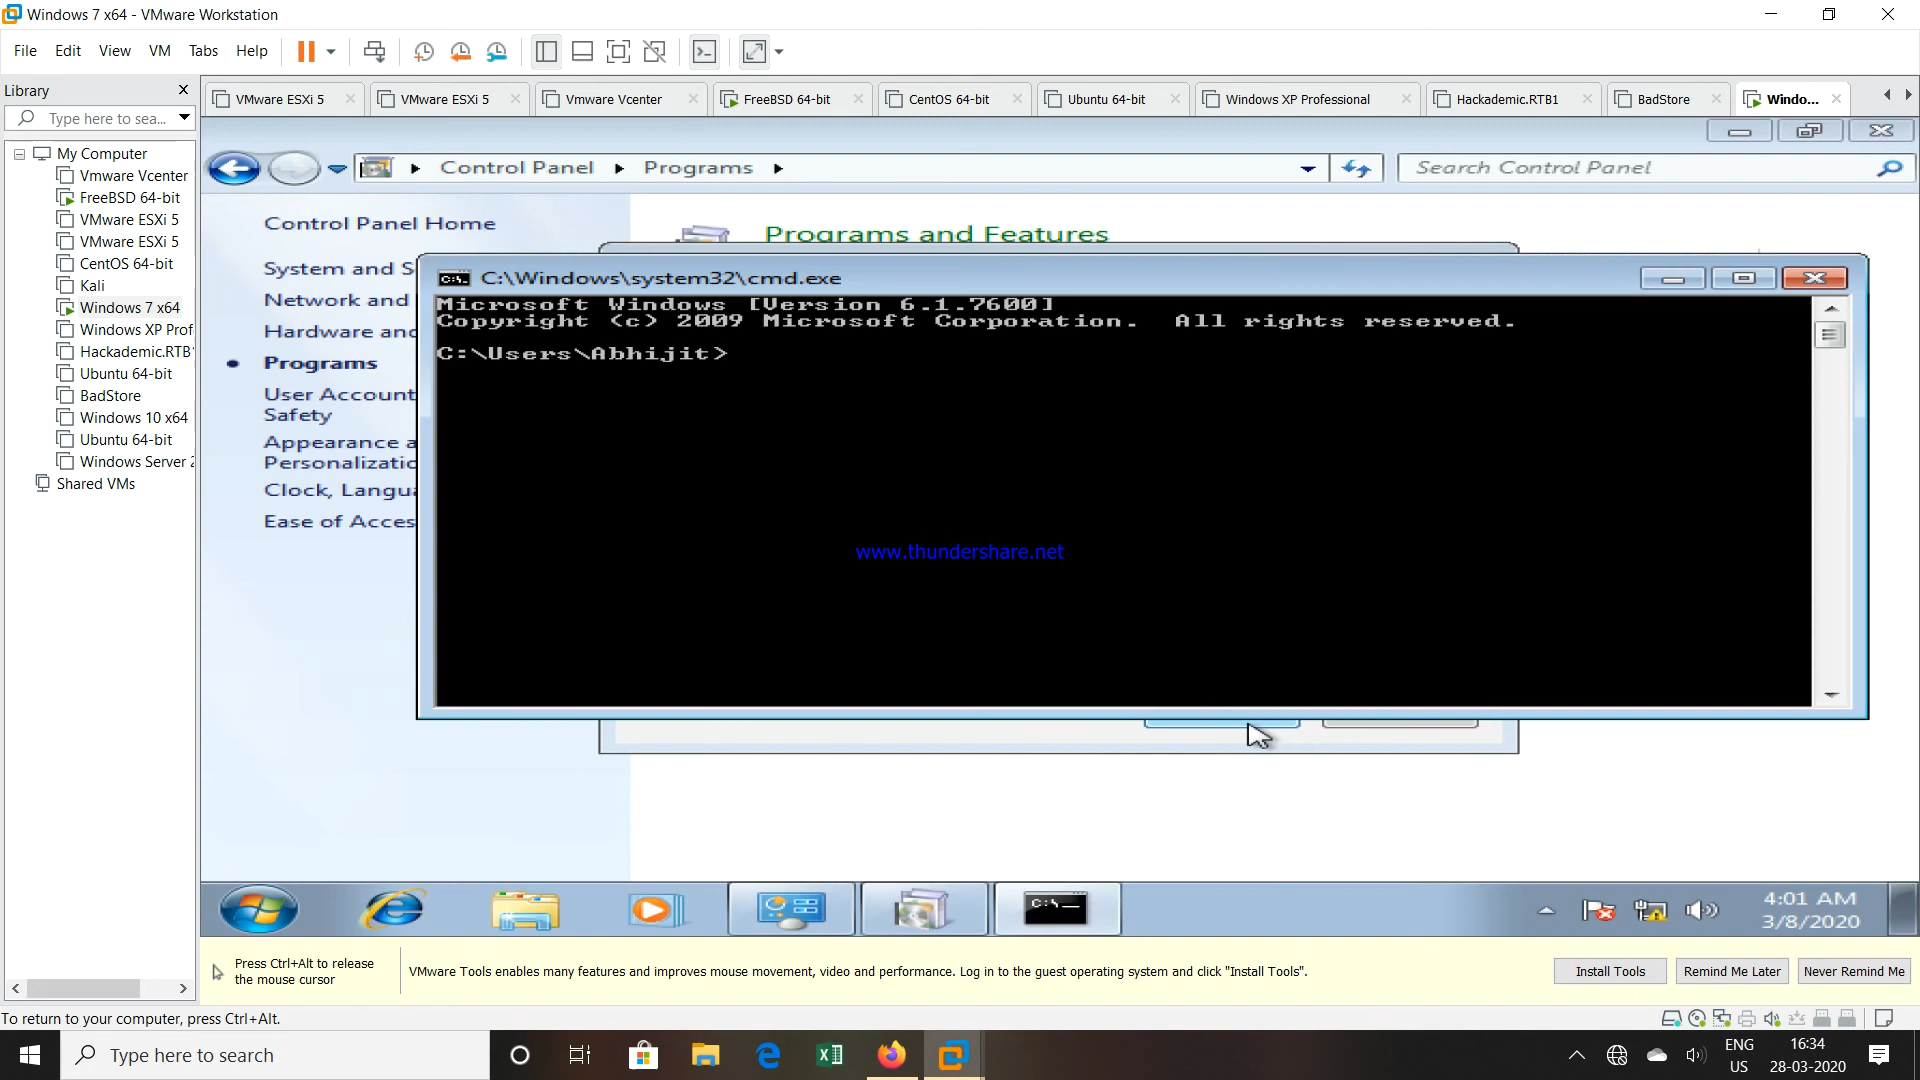 Windows 7 x64 - VMware Workstation
File Edit View VM Tabs Help
Library
Type here to sea...
My Computer
Vmware Vcenter
FreeBSD 64-bit
VMware ESXi 5
VMware ESXi 5
CentOS 64-bit
Kali
Windows 7 x64
Windows XP Prof
Hackademic.RTB
Ubuntu 64-bit
BadStore
Windows 10 x64
Ubuntu 64-bit
Windows Server 2
Shared VMs
VMware ESXi 5 VMware ESXi 5 Vmware Vcenter FreeBSD 64-bit CentOS 64-bit Ubuntu 64-bit Windows XP Professional Hackademic.RTB1 BadStore Windo...
Control Panel Programs Search Control Panel
Control Panel Home
System and S
Network and
Hardware and
Programs
User Account
Safety
Appearance a
Personalizatio
Clock, Langua
Ease of Acces
Programs and Features
C:\Windows\system32\cmd.exe
Microsoft Windows [Version 6.1.7600]
Copyright (c) 2009 Microsoft Corporation. All rights reserved.
C:\Users\Abhijit>
www.thundershare.net
4:01 AM
3/8/2020
Press Ctrl+Alt to release
the mouse cursor
VMware Tools enables many features and improves mouse movement, video and performance. Log in to the guest operating system and click "Install Tools".
Install Tools Remind Me Later Never Remind Me
To return to your computer, press Ctrl+Alt.
Type here to search
ENG
US
16:34
28-03-2020